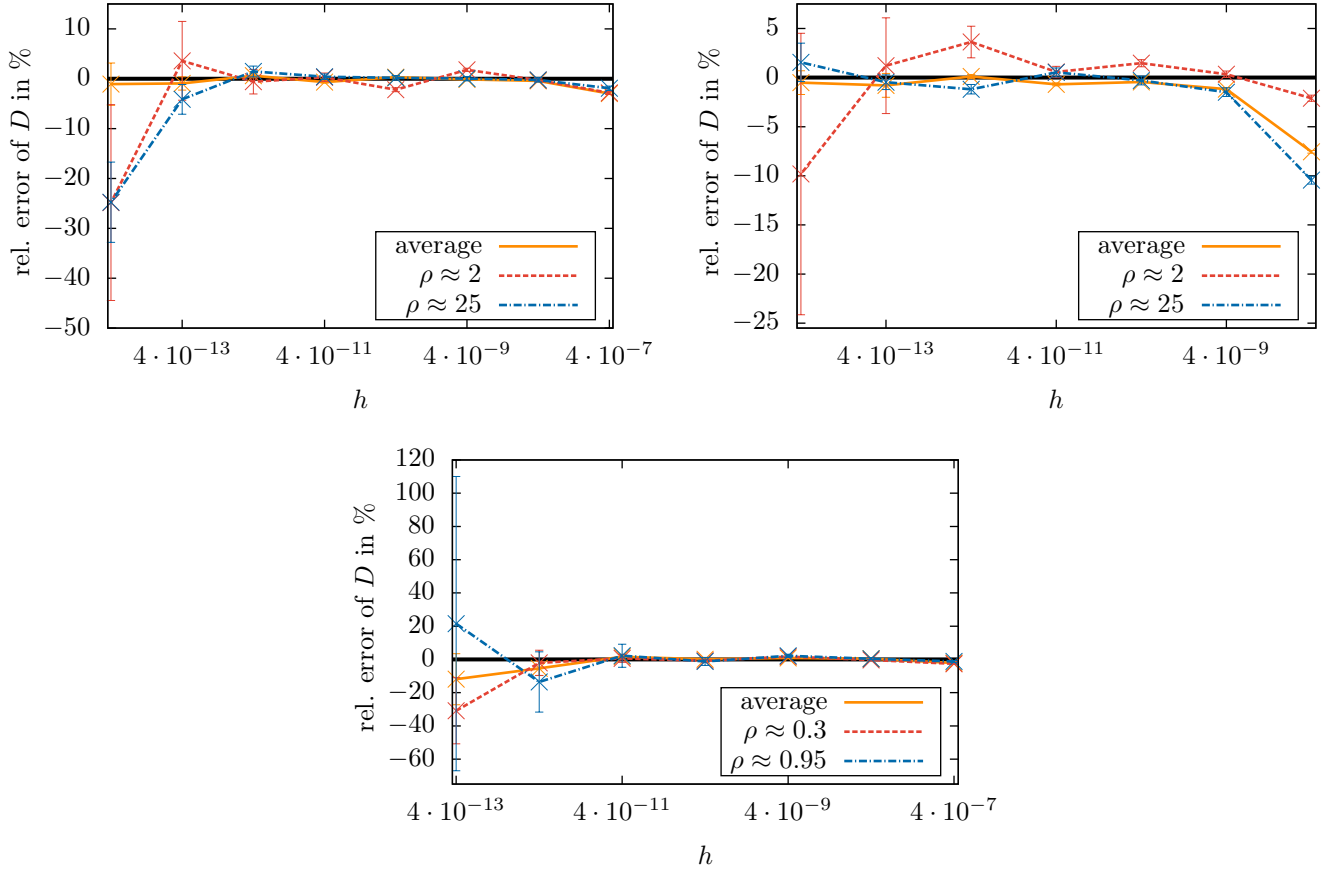 rel. error of D in %
10
0
−10
−20
−30
−40
−50
average
ρ ≈ 2
ρ ≈ 25
4 · 10⁻¹³ 4 · 10⁻¹¹ 4 · 10⁻⁹ 4 · 10⁻⁷
h
rel. error of D in %
5
0
−5
−10
−15
−20
−25
average
ρ ≈ 2
ρ ≈ 25
4 · 10⁻¹³ 4 · 10⁻¹¹ 4 · 10⁻⁹
h
rel. error of D in %
120
100
80
60
40
20
0
−20
−40
−60
average
ρ ≈ 0.3
ρ ≈ 0.95
4 · 10⁻¹³ 4 · 10⁻¹¹ 4 · 10⁻⁹ 4 · 10⁻⁷
h